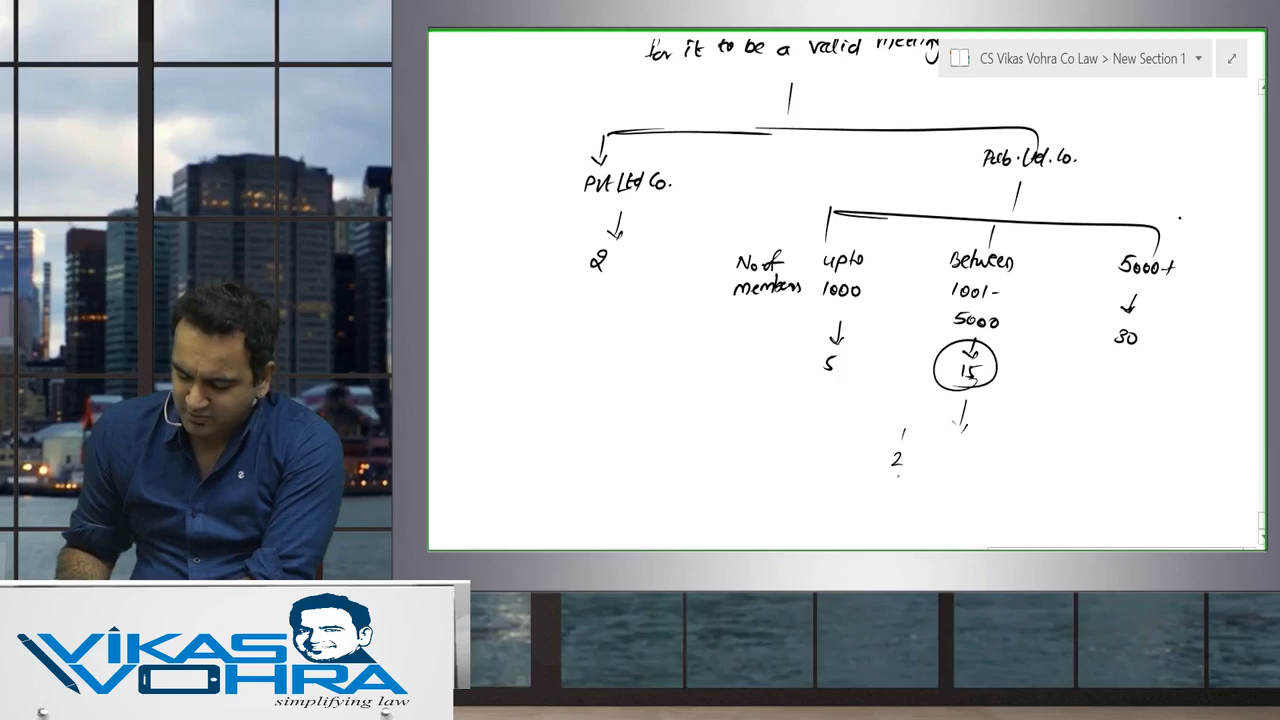 for it to be a valid meeting
CS Vikas Vohra Co Law > New Section 1
Pvt Ltd Co.
Pub. Ltd. Co.
2
No of members
upto 1000
Between 1001-5000
5000+
5
15
30
2
VIKAS
VOHRA
simplifying law